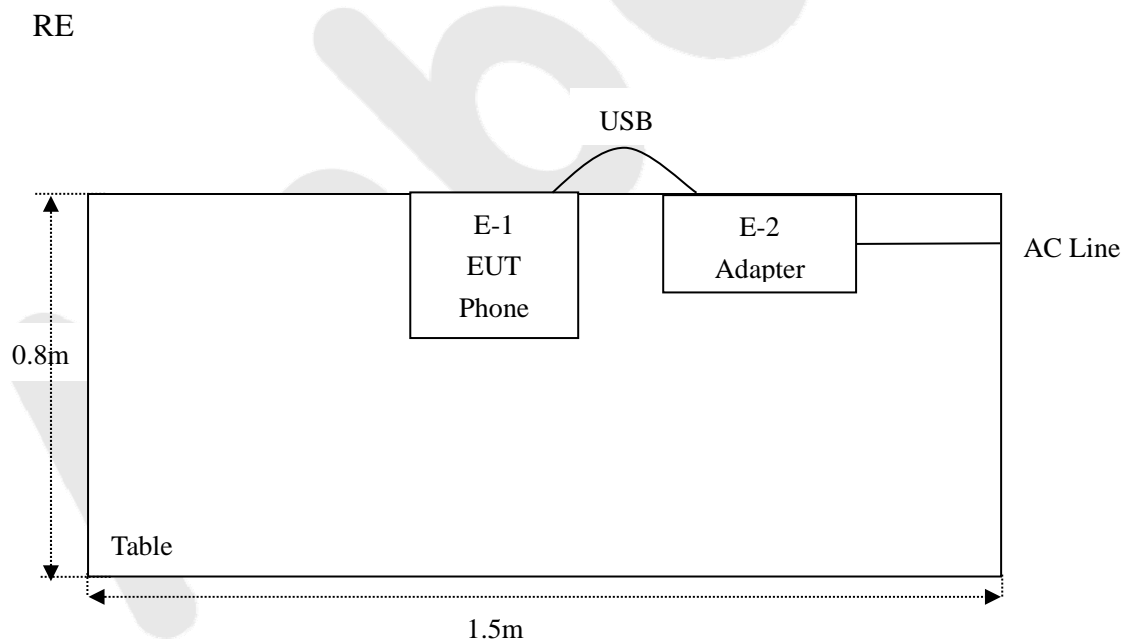 RE
USB
E-1
EUT
Phone
E-2
Adapter
AC Line
0.8m
Table
1.5m